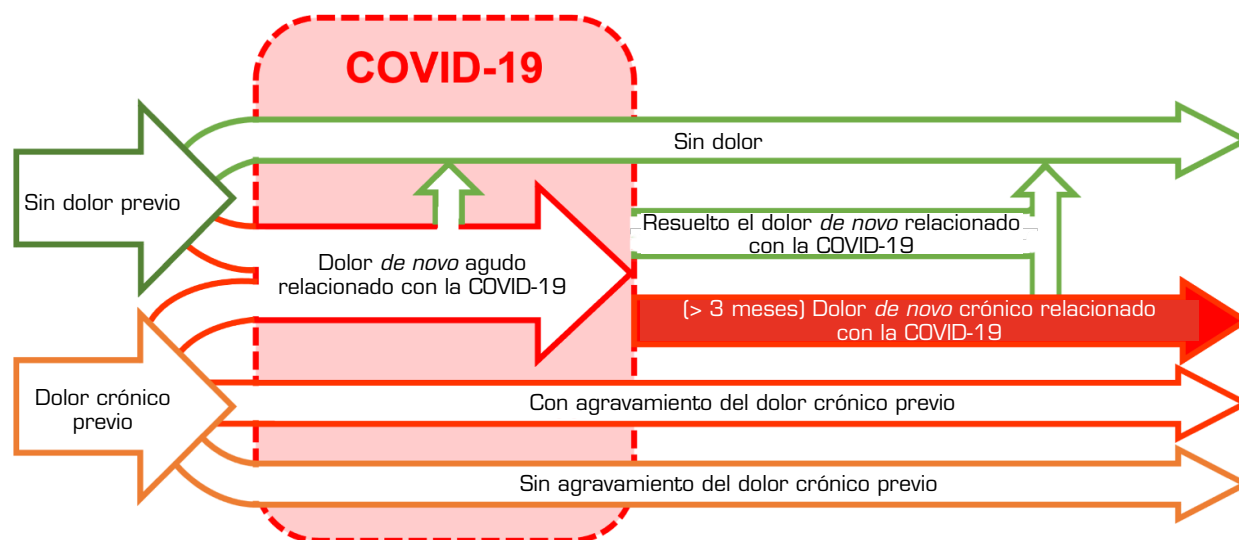 COVID-19
Sin dolor
Sin dolor previo
Dolor de novo agudo
relacionado con la COVID-19
Resuelto el dolor de novo relacionado
con la COVID-19
(> 3 meses) Dolor de novo crónico relacionado
con la COVID-19
Dolor crónico
previo
Con agravamiento del dolor crónico previo
Sin agravamiento del dolor crónico previo